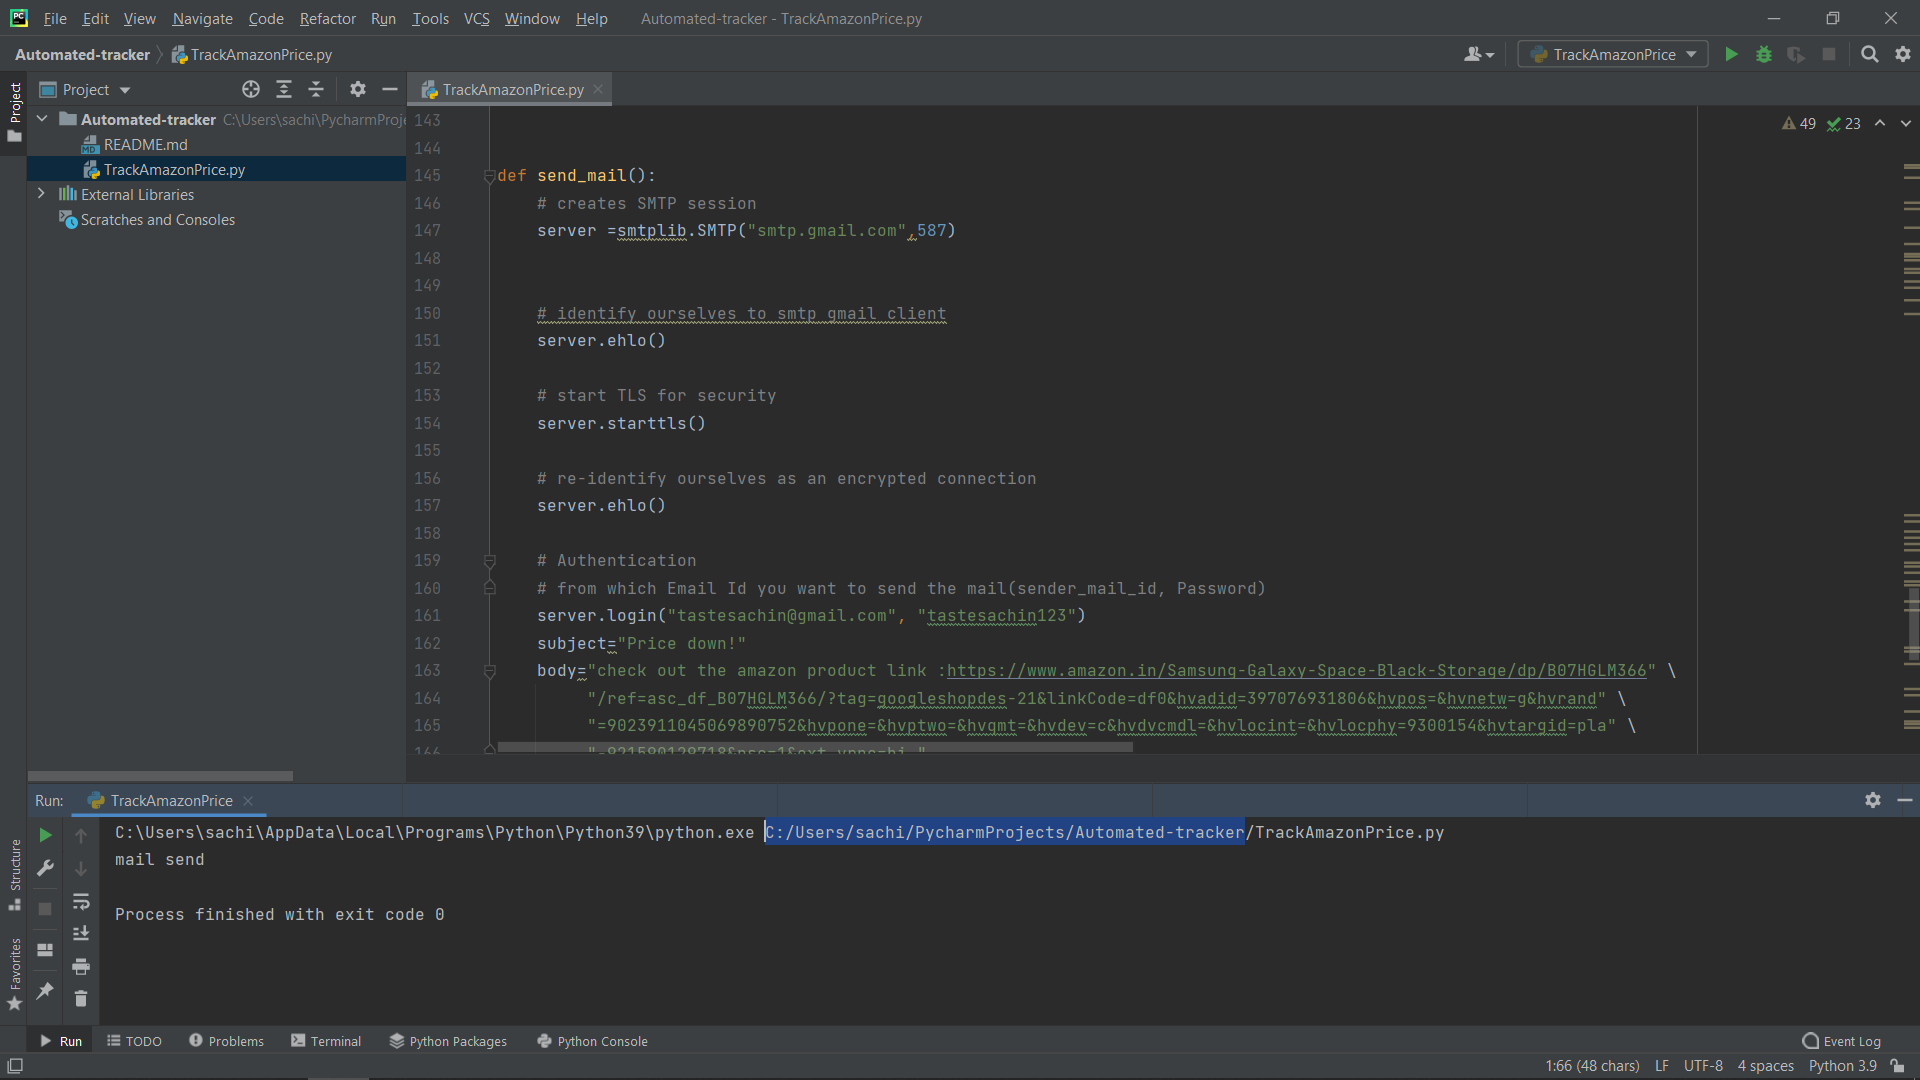 File Edit View Navigate Code Refactor Run Tools VCS Window Help Automated-tracker - TrackAmazonPrice.py
Automated-tracker TrackAmazonPrice.py TrackAmazonPrice
Project
Project TrackAmazonPrice.py
Automated-tracker C:\Users\sachi\PycharmProje
README.md
TrackAmazonPrice.py
External Libraries
Scratches and Consoles
49 23
143
144
145 def send_mail():
146 # creates SMTP session
147 server =smtplib.SMTP("smtp.gmail.com",587)
148
149
150 # identify ourselves to smtp gmail client
151 server.ehlo()
152
153 # start TLS for security
154 server.starttls()
155
156 # re-identify ourselves as an encrypted connection
157 server.ehlo()
158
159 # Authentication
160 # from which Email Id you want to send the mail(sender_mail_id, Password)
161 server.login("tastesachin@gmail.com", "tastesachin123")
162 subject="Price down!"
163 body="check out the amazon product link :https://www.amazon.in/Samsung-Galaxy-Space-Black-Storage/dp/B07HGLM366" \
164 "/ref=asc_df_B07HGLM366/?tag=googleshopdes-21&linkCode=df0&hvadid=397076931806&hvpos=&hvnetw=g&hvrand" \
165 "=9023911045069890752&hvpone=&hvptwo=&hvqmt=&hvdev=c&hvdvcmdl=&hvlocint=&hvlocphy=9300154&hvtargid=pla" \
166
Run: TrackAmazonPrice
C:\Users\sachi\AppData\Local\Programs\Python\Python39\python.exe C:/Users/sachi/PycharmProjects/Automated-tracker/TrackAmazonPrice.py
mail send
Process finished with exit code 0
Structure
Favorites
Run TODO Problems Terminal Python Packages Python Console Event Log
1:66 (48 chars) LF UTF-8 4 spaces Python 3.9